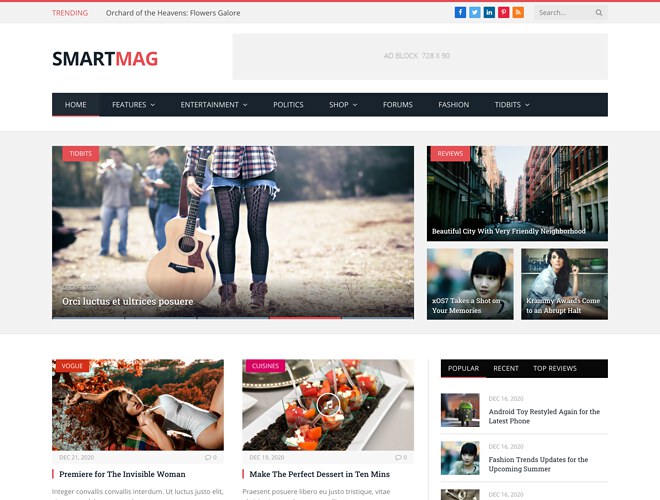 TRENDING Orchard of the Heavens: Flowers Galore
Search...
SMARTMAG
AD BLOCK 728 X 90
HOME FEATURES ENTERTAINMENT POLITICS SHOP FORUMS FASHION TIDBITS
TIDBITS
Orci luctus et ultrices posuere
REVIEWS
Beautiful City With Very Friendly Neighborhood
xOS7 Takes a Shot on
Your Memories
Krammy Awards Come
to an Abrupt Halt
VOGUE
DEC 21, 2020 0
Premiere for The Invisible Woman
Integer convallis convallis interdum. Ut luctus justo elit,
CUISINES
DEC 19, 2020 0
Make The Perfect Dessert in Ten Mins
Praesent posuere libero eu justo tristique, vitae
POPULAR RECENT TOP REVIEWS
DEC 16, 2020
Android Toy Restyled Again for the
Latest Phone
DEC 16, 2020
Fashion Trends Updates for the
Upcoming Summer
DEC 16, 2020